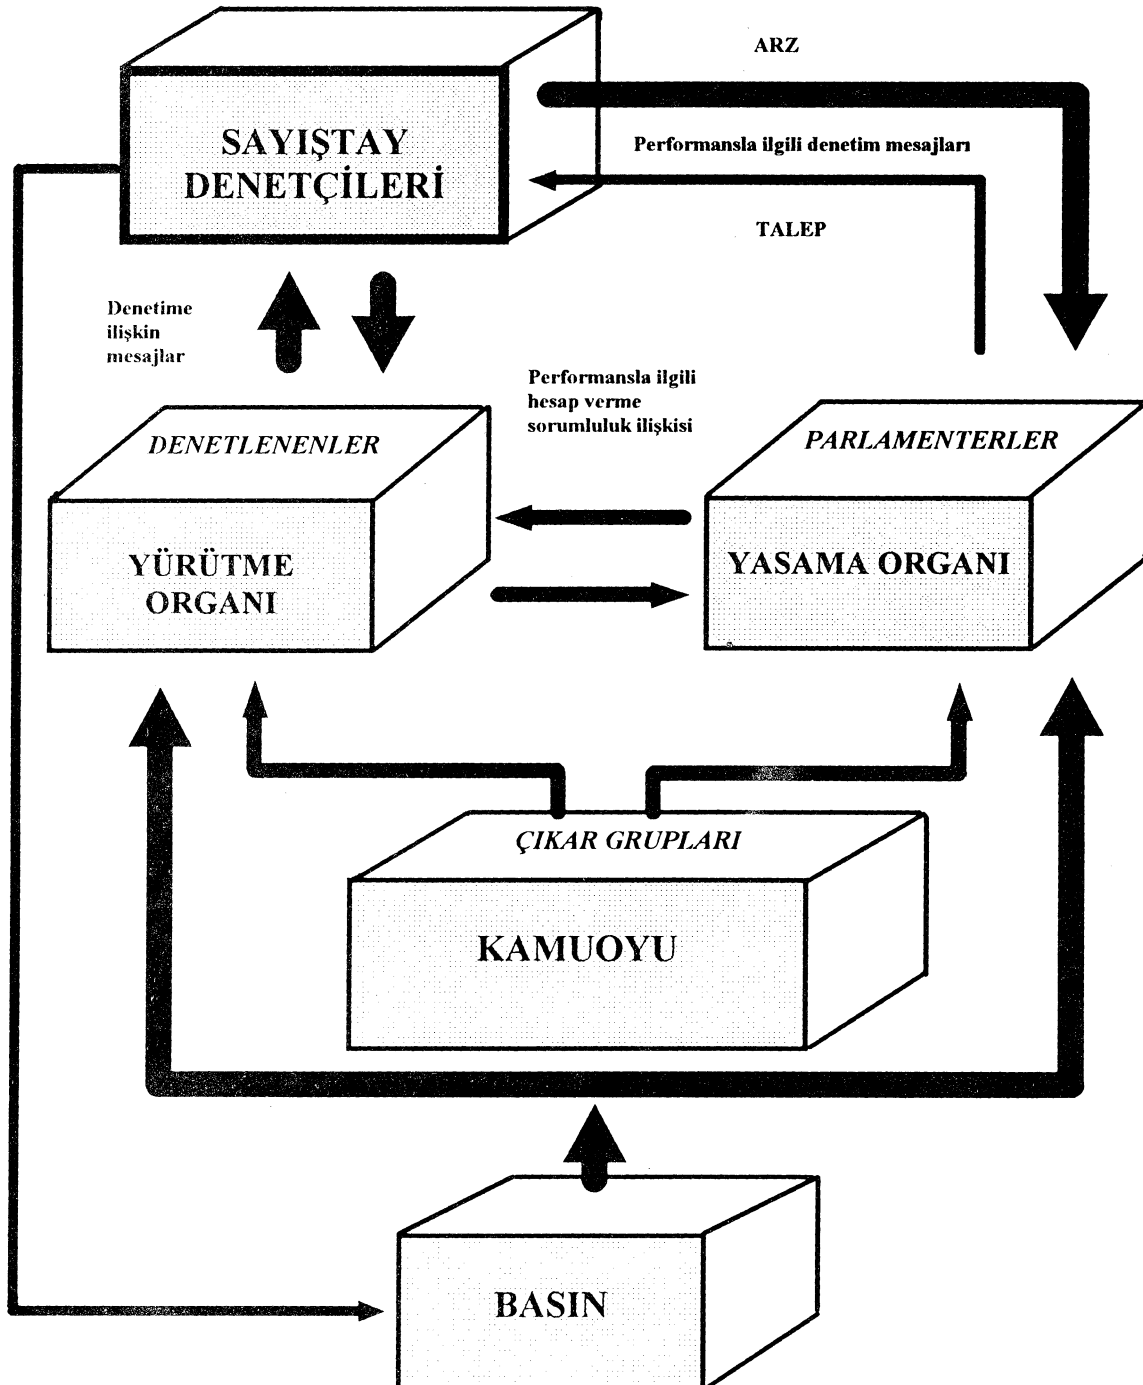 ARZ
SAYIŞTAY
DENETÇİLERİ
Performansla ilgili denetim mesajları
TALEP
Denetime
ilişkin
mesajlar
Performansla ilgili
hesap verme
sorumluluk ilişkisi
DENETLENENLER
PARLAMENTERLER
YÜRÜTME
ORGANI
YASAMA ORGANI
ÇIKAR GRUPLARI
KAMUOYU
BASIN